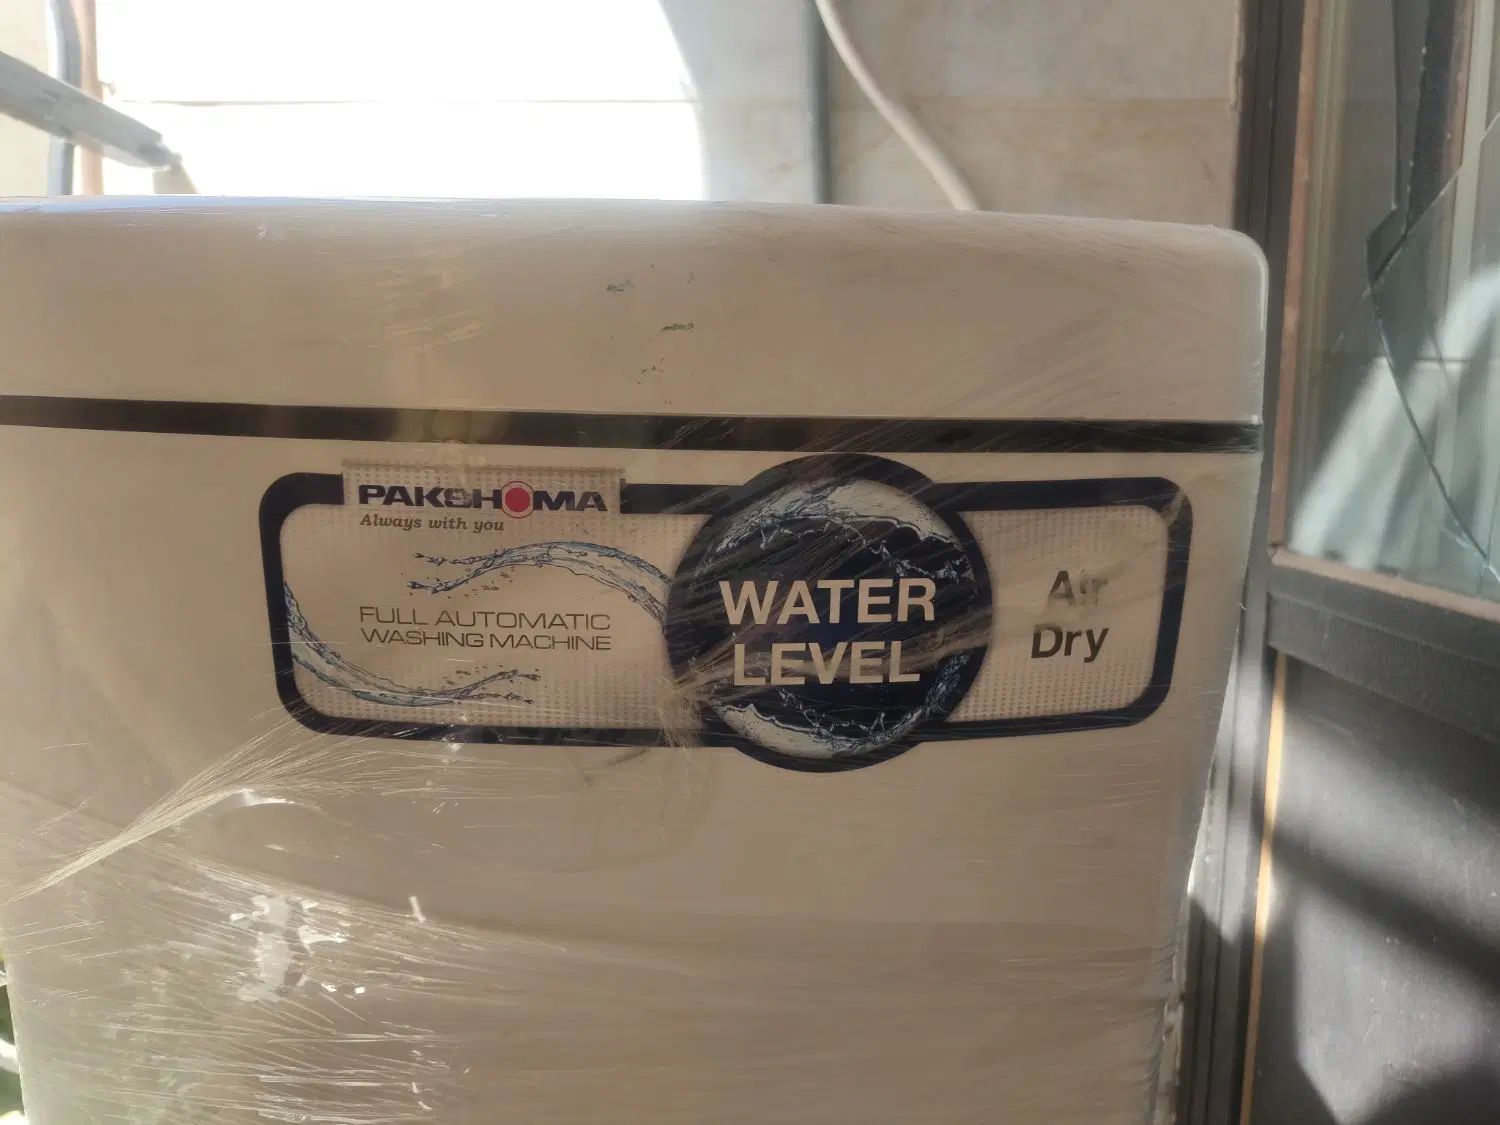 PAKSHOMA
Always with you
FULL AUTOMATIC
WASHING MACHINE
WATER
LEVEL
Air
Dry